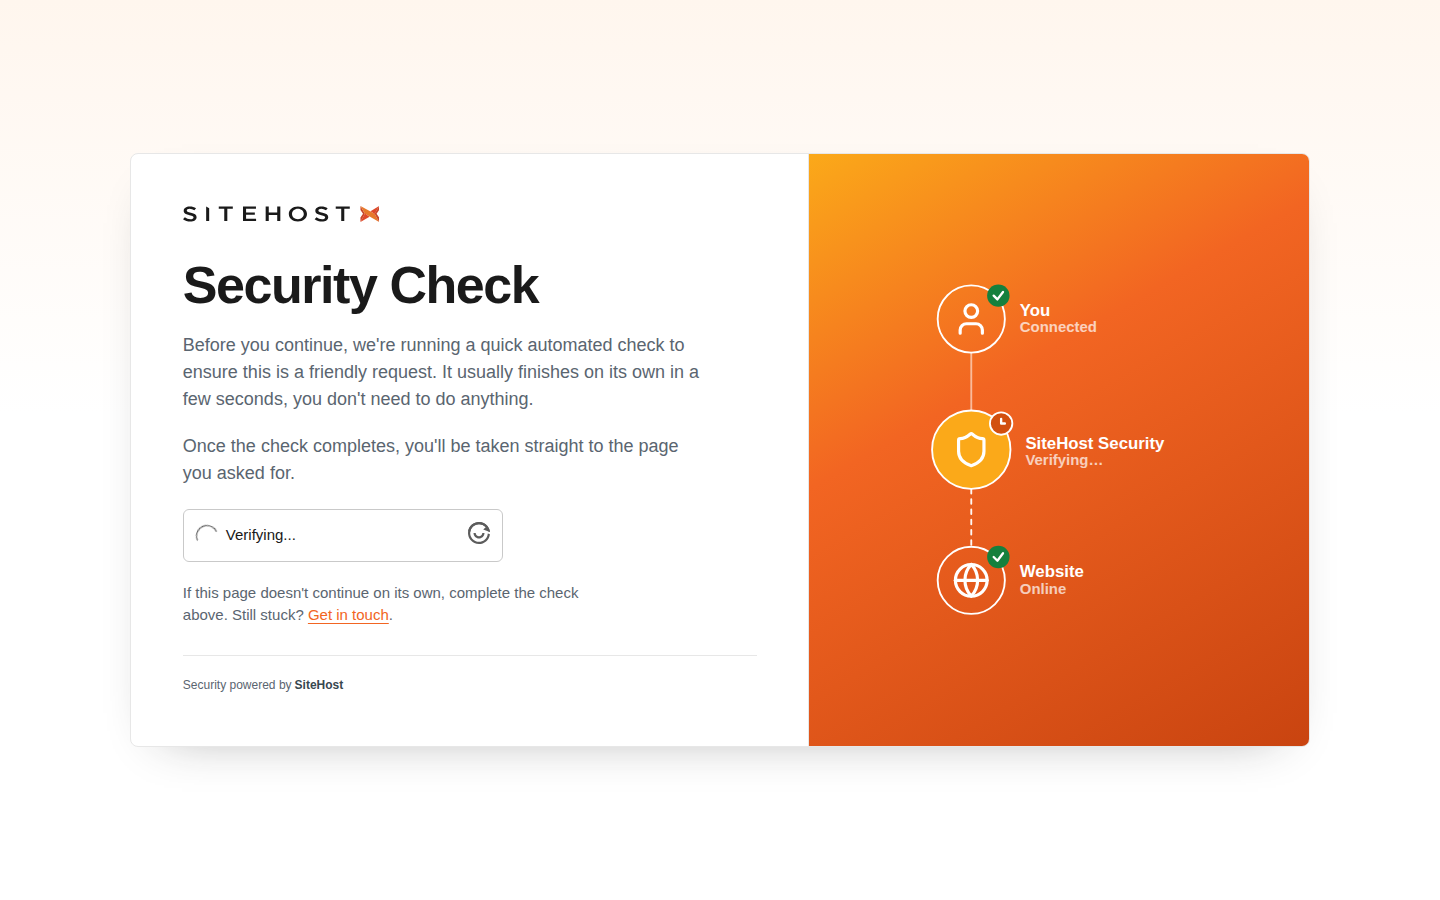 SITEHOST
Security Check
Before you continue, we're running a quick automated check to
ensure this is a friendly request. It usually finishes on its own in a
few seconds, you don't need to do anything.
Once the check completes, you'll be taken straight to the page
you asked for.
Verifying...
If this page doesn't continue on its own, complete the check
above. Still stuck? Get in touch.
Security powered by SiteHost
You
Connected
SiteHost Security
Verifying…
Website
Online